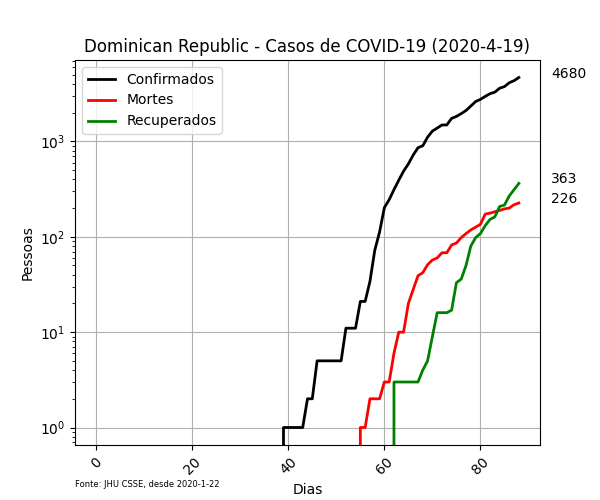 Dominican Republic - Casos de COVID-19 (2020-4-19)
Confirmados
Mortes
Recuperados
4680
363
226
10³
10²
10¹
10⁰
Pessoas
0 20 40 60 80
Dias
Fonte: JHU CSSE, desde 2020-1-22